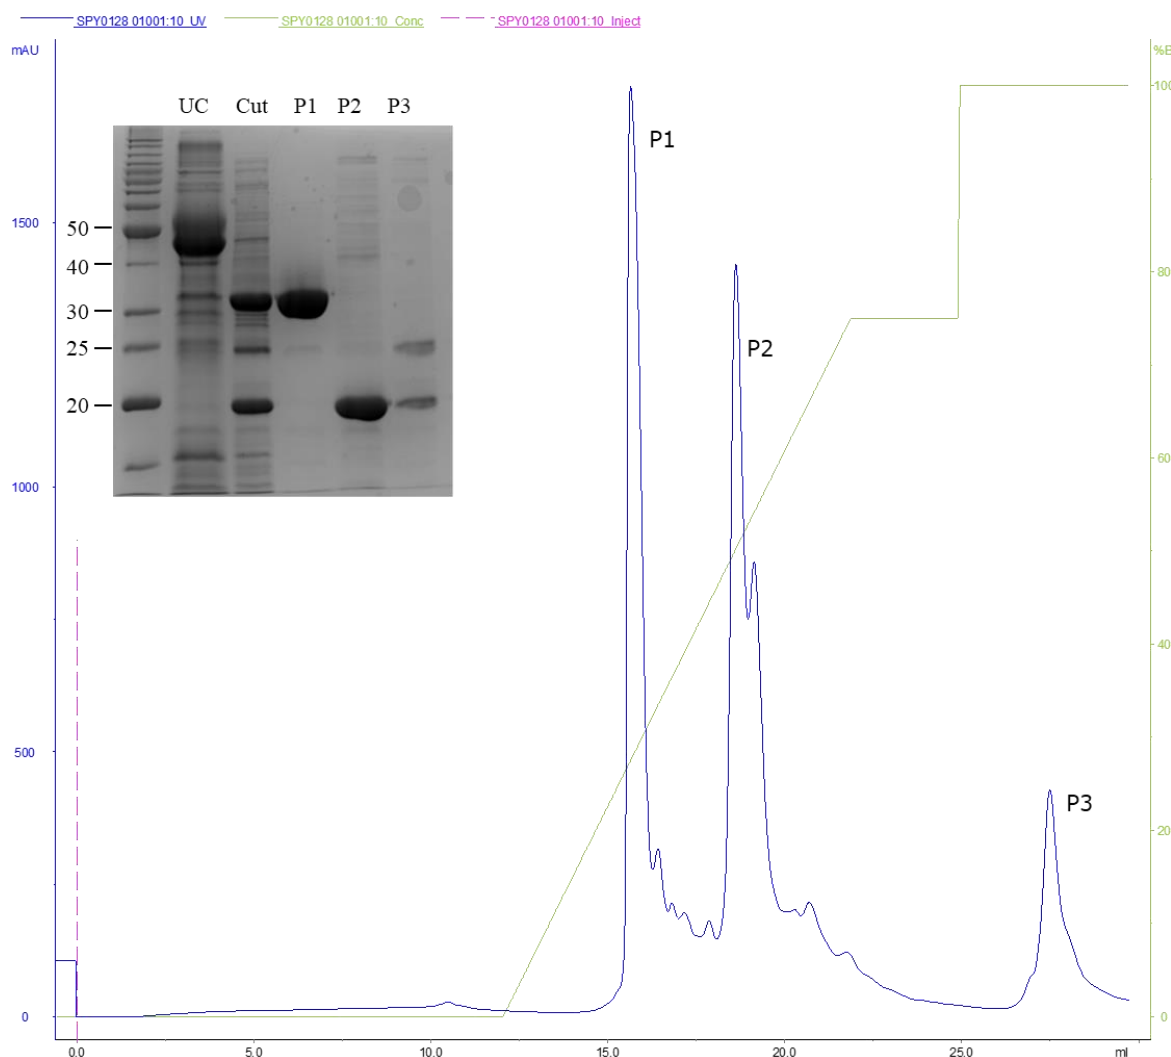 SPY0128 01001:10_UV SPY0128 01001:10_Conc SPY0128 01001:10_Inject
mAU %E
100
UC Cut P1 P2 P3
P1
50
1500
40
80
30
P2
25
20
60
1000
40
500
P3
20
0 0
0.0 5.0 10.0 15.0 20.0 25.0 ml